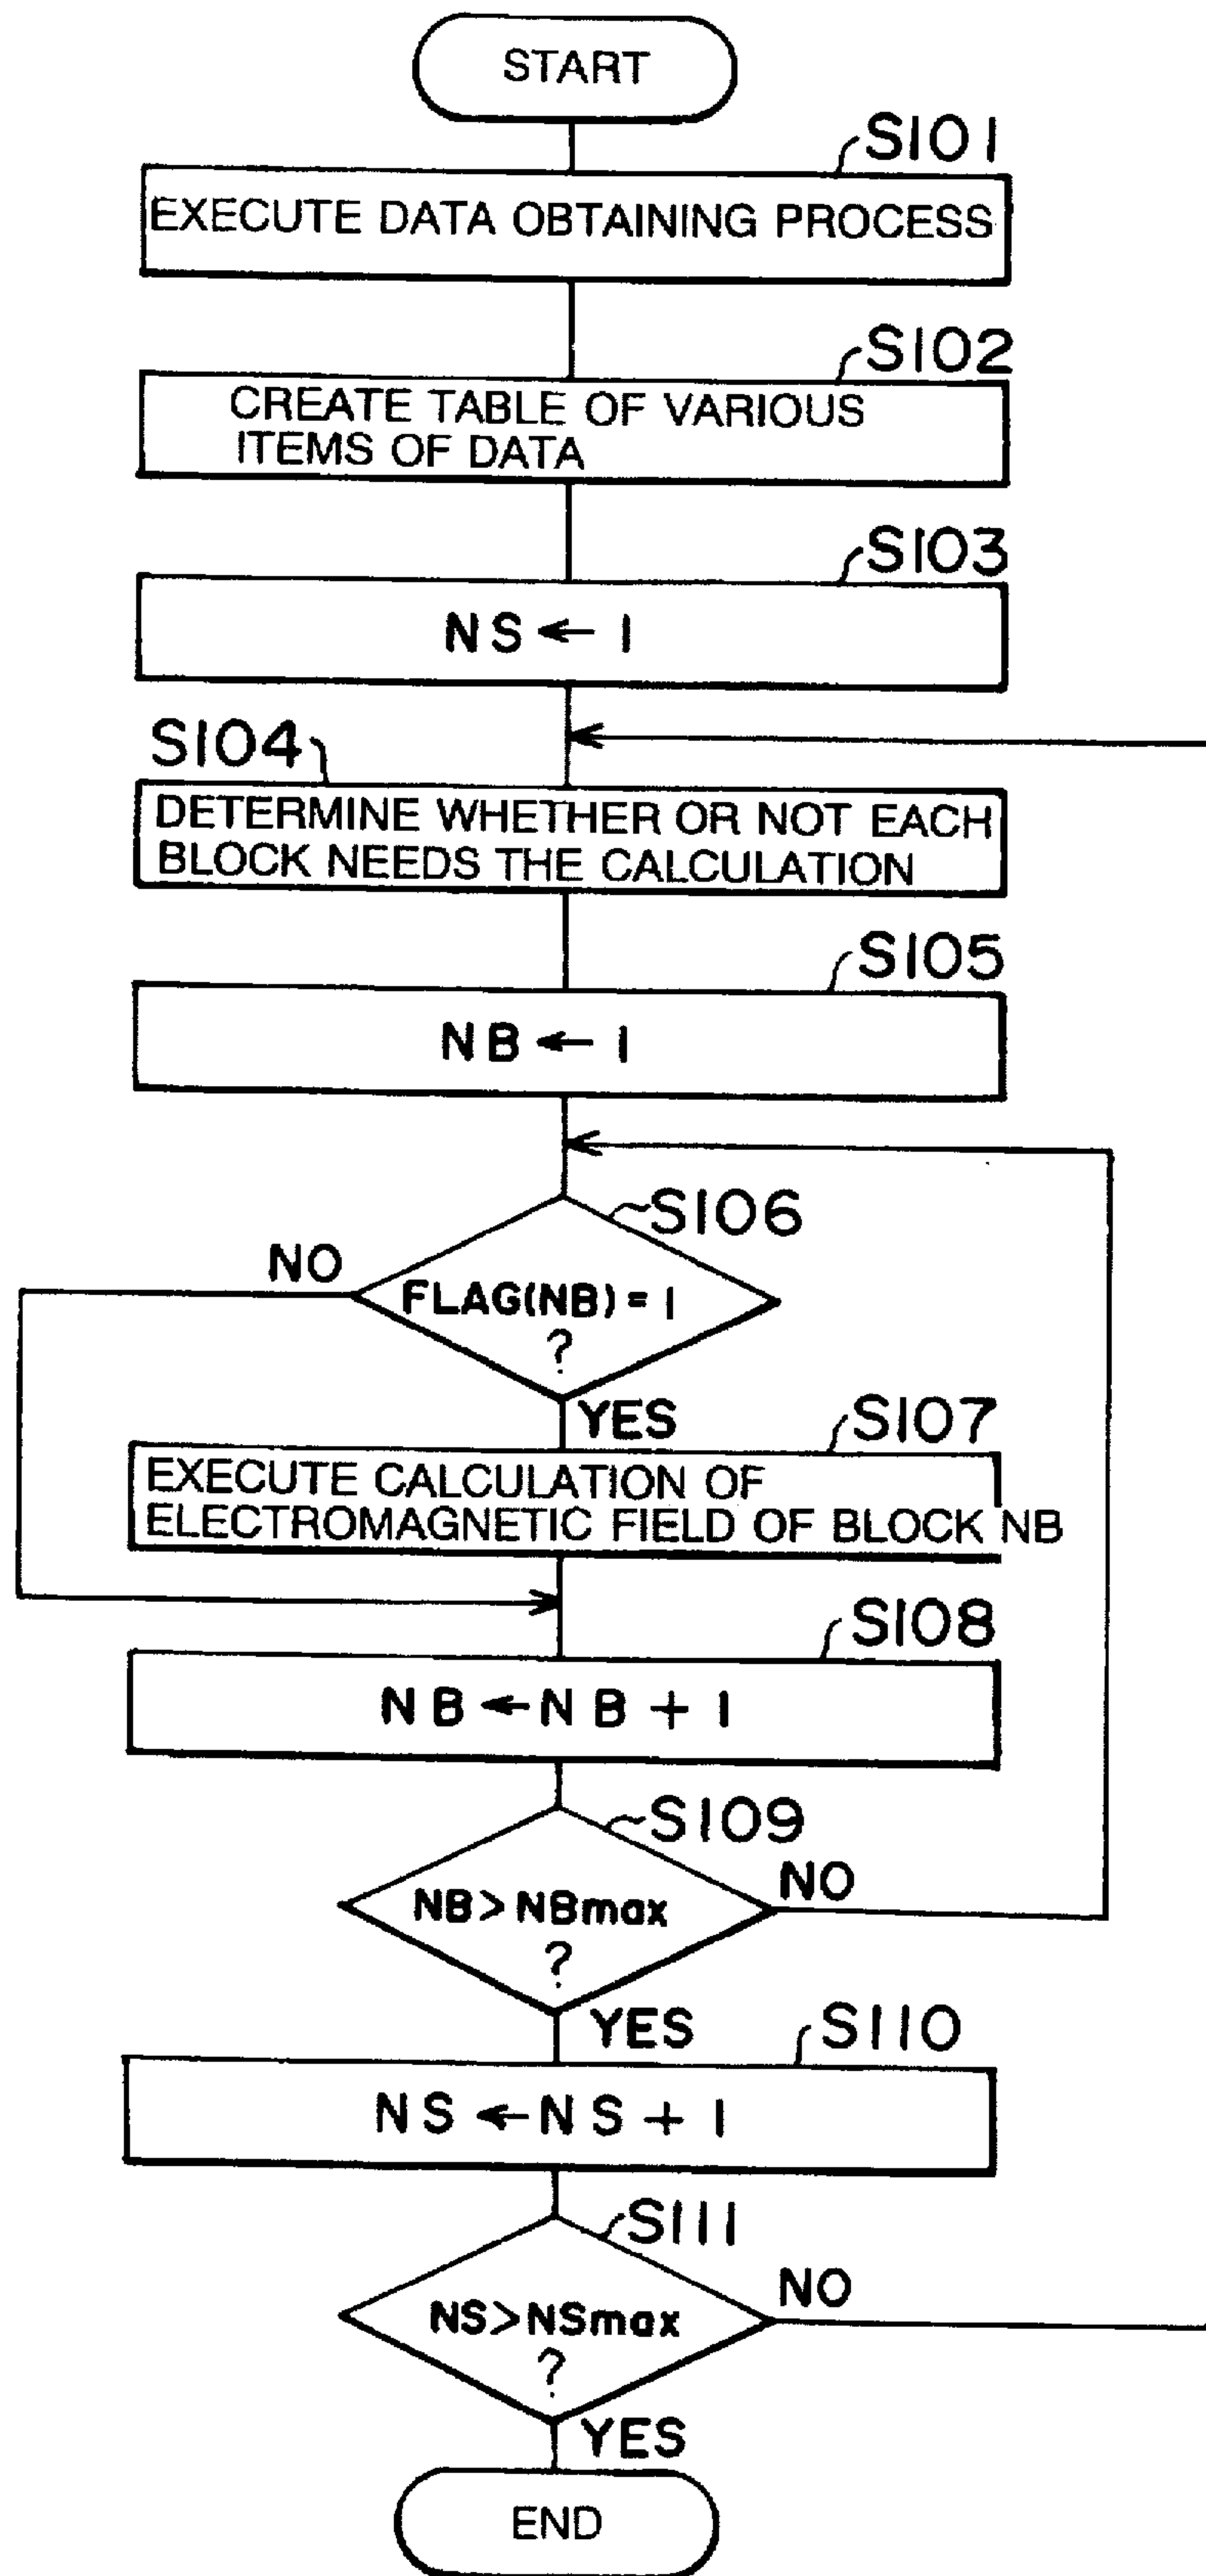 START
S101
EXECUTE DATA OBTAINING PROCESS
S102
CREATE TABLE OF VARIOUS
ITEMS OF DATA
S103
NS ← 1
S104
DETERMINE WHETHER OR NOT EACH
BLOCK NEEDS THE CALCULATION
S105
NB ← 1
S106
NO
FLAG(NB) = 1
?
YES
S107
EXECUTE CALCULATION OF
ELECTROMAGNETIC FIELD OF BLOCK NB
S108
NB ← NB + 1
S109
NO
NB > NBmax
?
YES
S110
NS ← NS + 1
S111
NO
NS > NSmax
?
YES
END